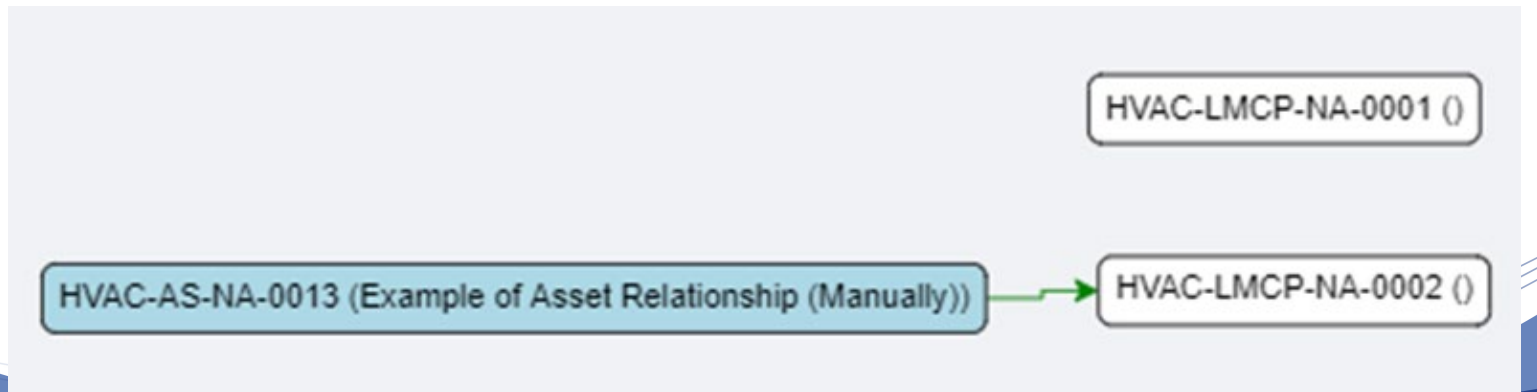 HVAC-LMCP-NA-0001 ()
HVAC-AS-NA-0013 (Example of Asset Relationship (Manually))
HVAC-LMCP-NA-0002 ()